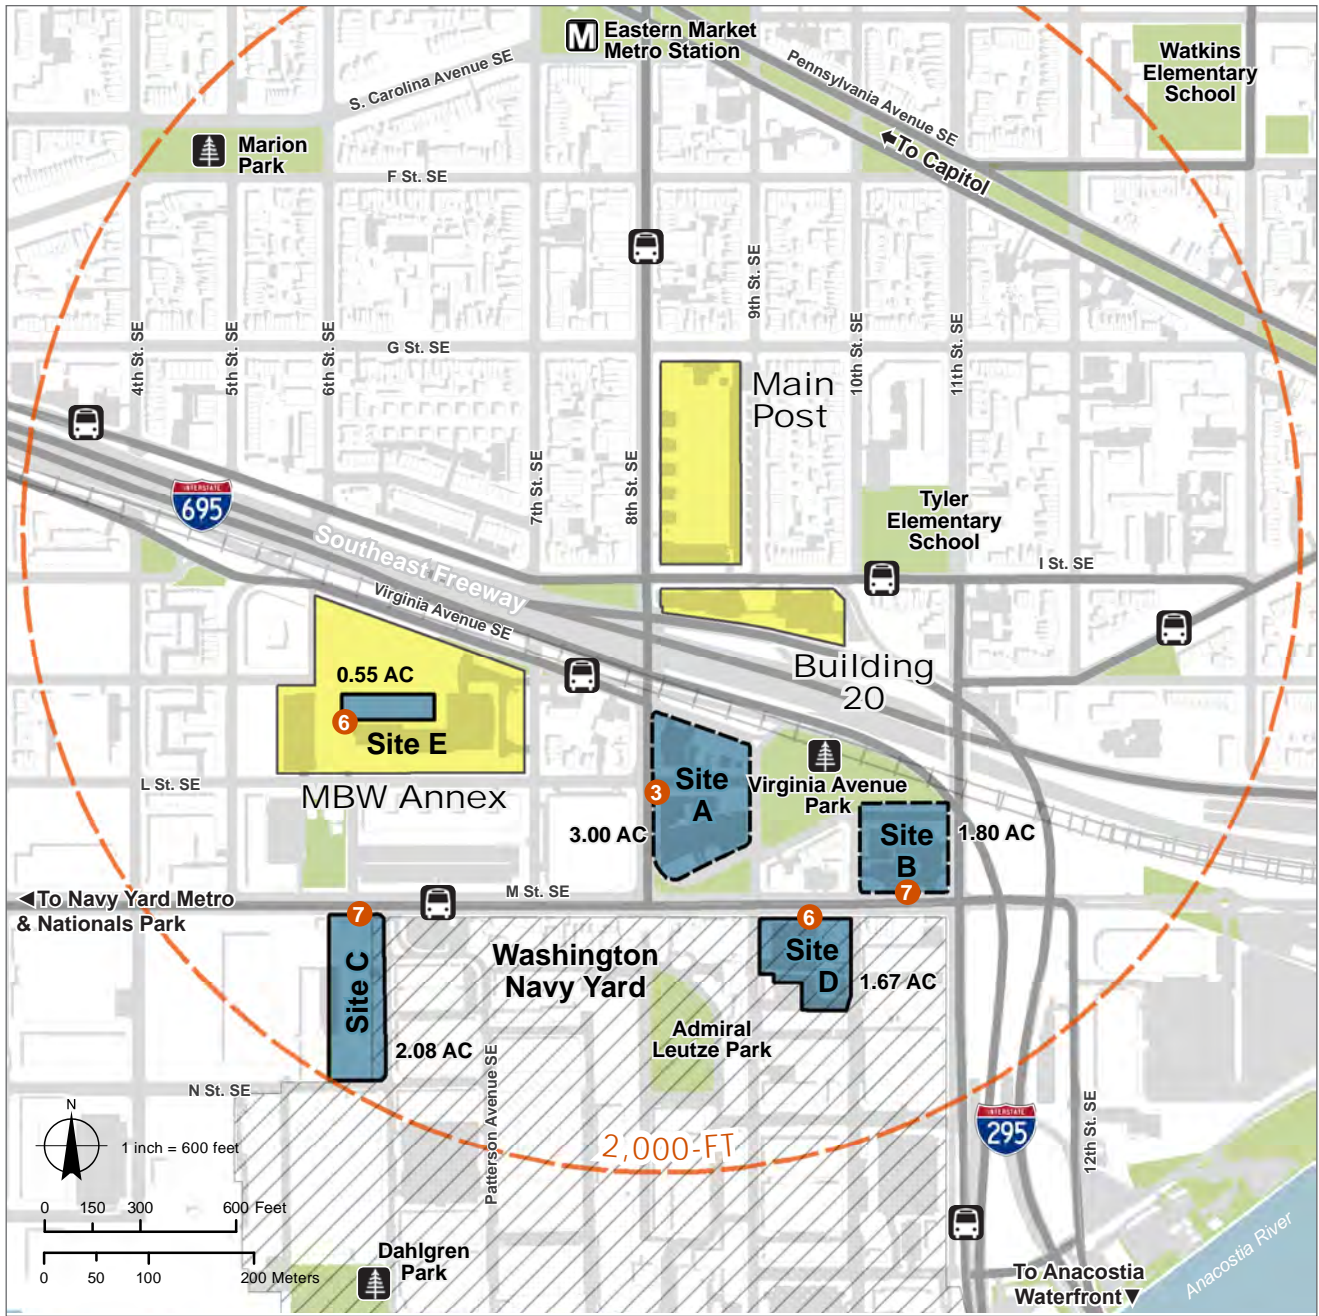 M
Eastern Market
Metro Station
Watkins
Elementary
School
S. Carolina Avenue SE
Pennsylvania Avenue SE
To Capitol
Marion
Park
F St. SE
9th St. SE
4th St. SE
5th St. SE
6th St. SE
G St. SE
10th St. SE
11th St. SE
Main
Post
7th St. SE
8th St. SE
INTERSTATE
695
Tyler
Elementary
School
Southeast Freeway
I St. SE
Virginia Avenue SE
0.55 AC
6
Site E
Building
20
L St. SE
MBW Annex
Site
A
3
3.00 AC
Virginia Avenue
Park
Site
B
1.80 AC
7
M St. SE
To Navy Yard Metro
& Nationals Park
7
Site C
2.08 AC
Washington
Navy Yard
6
Site
D
1.67 AC
Admiral
Leutze Park
N St. SE
Patterson Avenue SE
2,000-FT
INTERSTATE
295
12th St. SE
N
1 inch = 600 feet
0 150 300 600 Feet
0 50 100 200 Meters
Dahlgren
Park
To Anacostia
Waterfront
Anacostia River